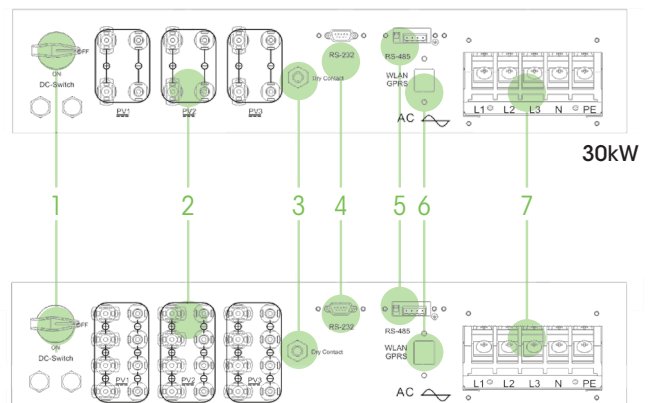 OFF
ON
DC-Switch
PV1
PV2
PV3
Dry Contact
RS-232
RS-485
WLAN
GPRS
AC
L1 L2 L3 N PE
30kW
1 2 3 4 5 6 7
OFF
ON
DC-Switch
PV1
PV2
PV3
Dry Contact
RS-232
RS-485
WLAN
GPRS
AC
L1 L2 L3 N PE